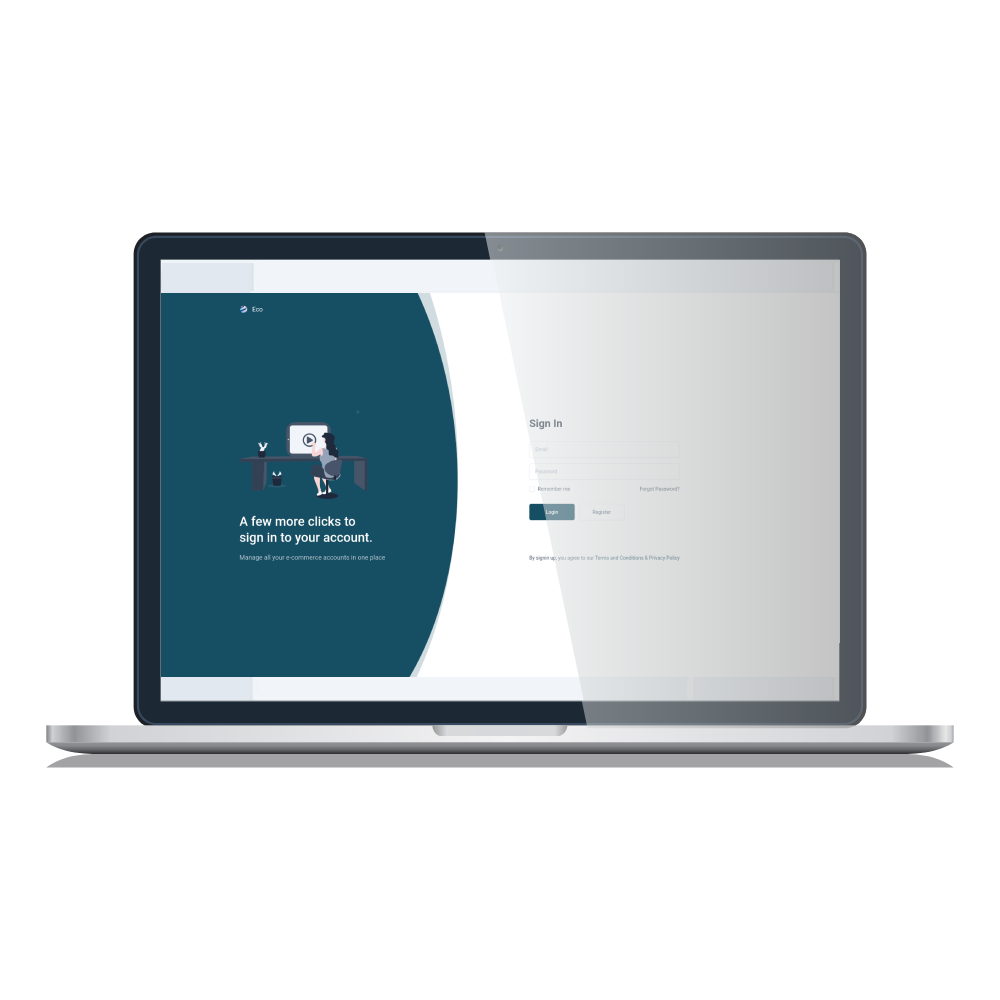 Eco
A few more clicks to
sign in to your account.
Manage all your e-commerce accounts in one place
Sign In
Email
Password
Remember me
Forgot Password?
Login
Register
By signin up, you agree to our Terms and Conditions & Privacy Policy